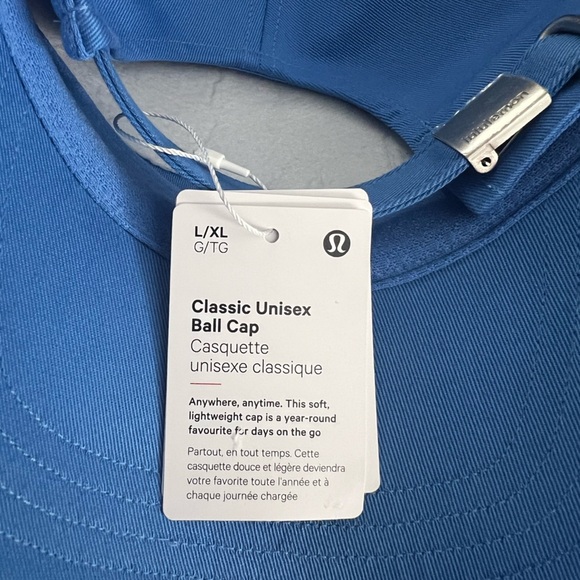 lululemon
L/XL
G/TG
Classic Unisex
Ball Cap
Casquette
unisexe classique
Anywhere, anytime. This soft,
lightweight cap is a year-round
favourite for days on the go
Partout, en tout temps. Cette
casquette douce et légère deviendra
votre favorite toute l'année et à
chaque journée chargée